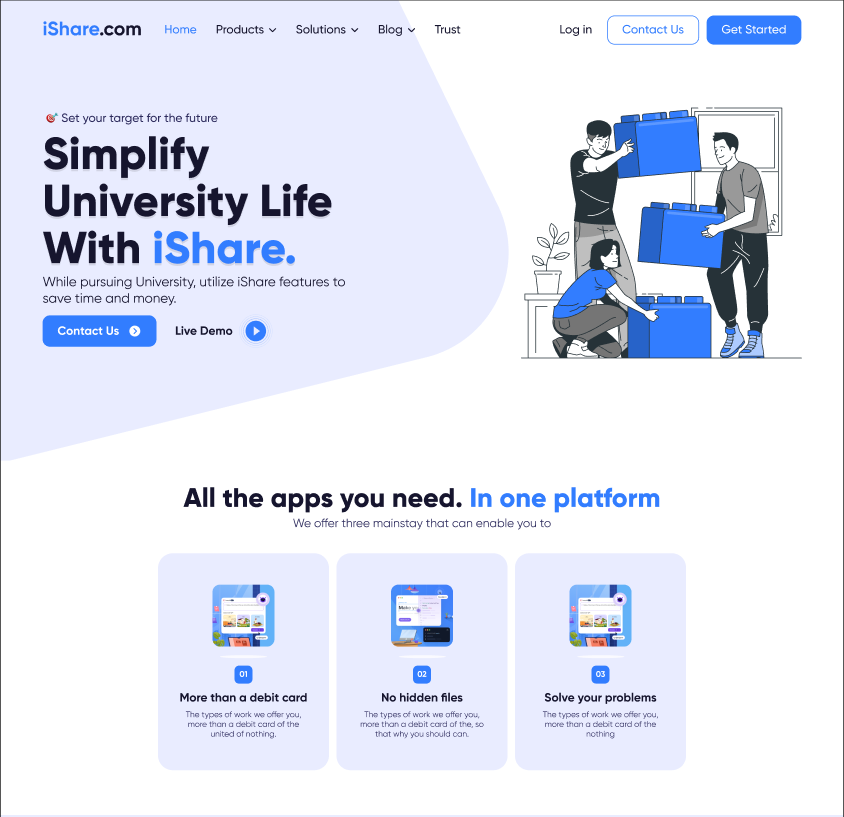 iShare.com Home Products Solutions Blog Trust Log in Contact Us Get Started
Set your target for the future
Simplify
University Life
With iShare.
While pursuing University, utilize iShare features to
save time and money.
Contact Us Live Demo
All the apps you need. In one platform
We offer three mainstay that can enable you to
01
More than a debit card
The types of work we offer you,
more than a debit card of the
united of nothing.
02
No hidden files
The types of work we offer you,
more than a debit card of the, so
that why you should can.
03
Solve your problems
The types of work we offer you,
more than a debit card of the
nothing